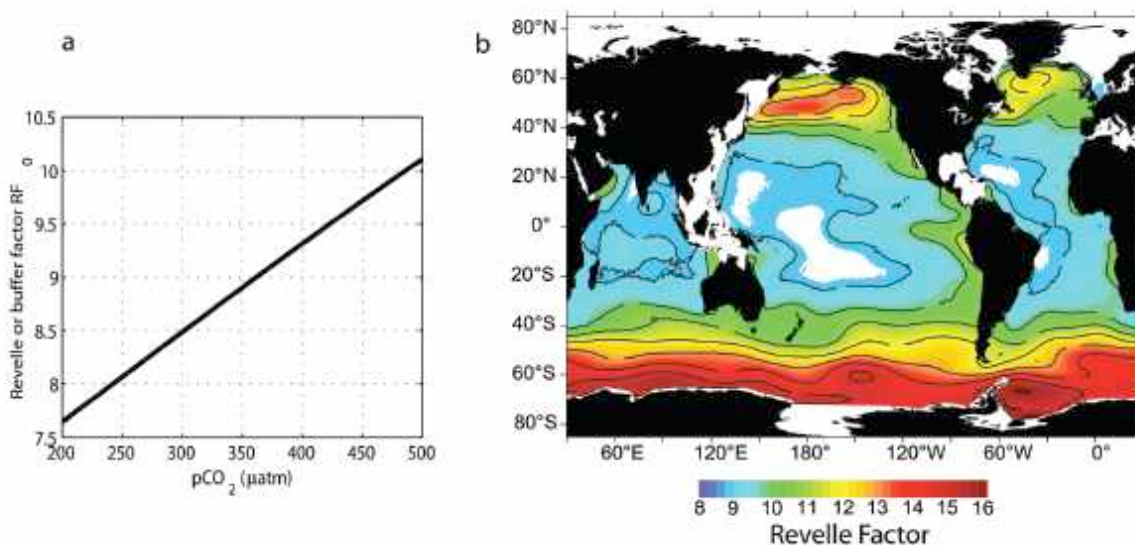 a
10.5
10
9.5
9
8.5
8
7.5
200
250
300
350
400
450
500
Revelle or buffer factor RF 0
pCO 2 (µatm)
b
80°N
60°N
40°N
20°N
0°
20°S
40°S
60°S
80°S
60°E
120°E
180°
120°W
60°W
0°
8 9 10 11 12 13 14 15 16
Revelle Factor